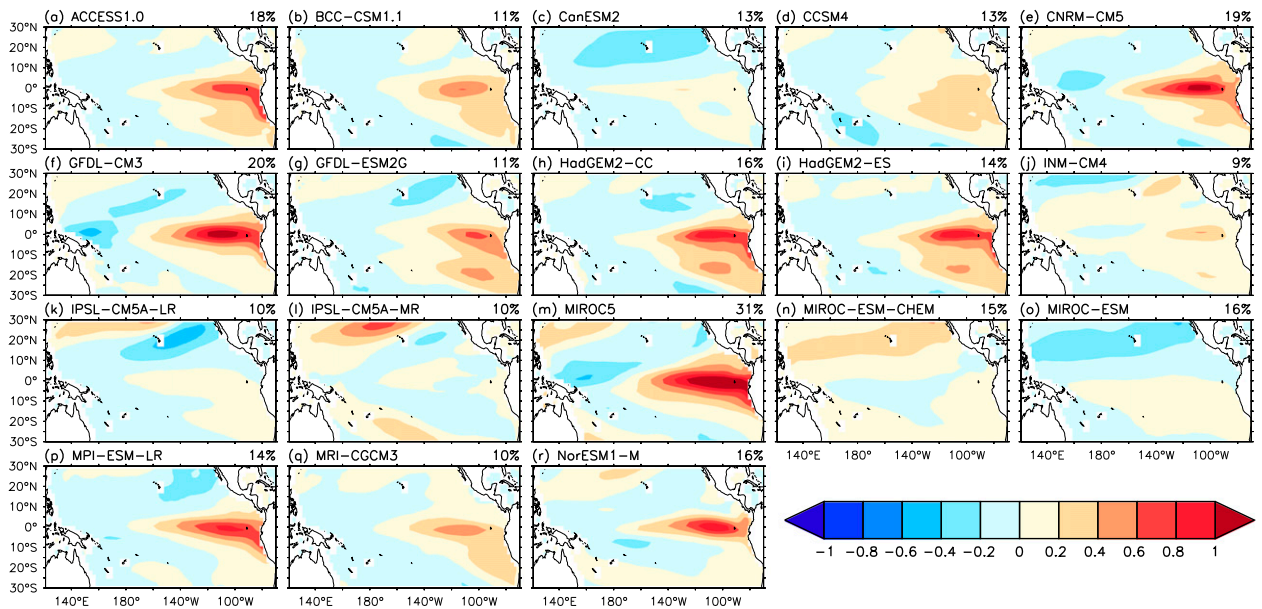 (a) ACCESS1.0 18% (b) BCC-CSM1.1 11% (c) CanESM2 13% (d) CCSM4 13% (e) CNRM-CM5 19%
30°N
20°N
10°N
0°
10°S
20°S
30°S
(f) GFDL-CM3 20% (g) GFDL-ESM2G 11% (h) HadGEM2-CC 16% (i) HadGEM2-ES 14% (j) INM-CM4 9%
30°N
20°N
10°N
0°
10°S
20°S
30°S
(k) IPSL-CM5A-LR 10% (l) IPSL-CM5A-MR 10% (m) MIROC5 31% (n) MIROC-ESM-CHEM 15% (o) MIROC-ESM 16%
30°N
20°N
10°N
0°
10°S
20°S
30°S
140°E 180° 140°W 100°W 140°E 180° 140°W 100°W
(p) MPI-ESM-LR 14% (q) MRI-CGCM3 10% (r) NorESM1-M 16%
30°N
20°N
10°N
0°
10°S
20°S
30°S
140°E 180° 140°W 100°W 140°E 180° 140°W 100°W 140°E 180° 140°W 100°W
-1 -0.8 -0.6 -0.4 -0.2 0 0.2 0.4 0.6 0.8 1